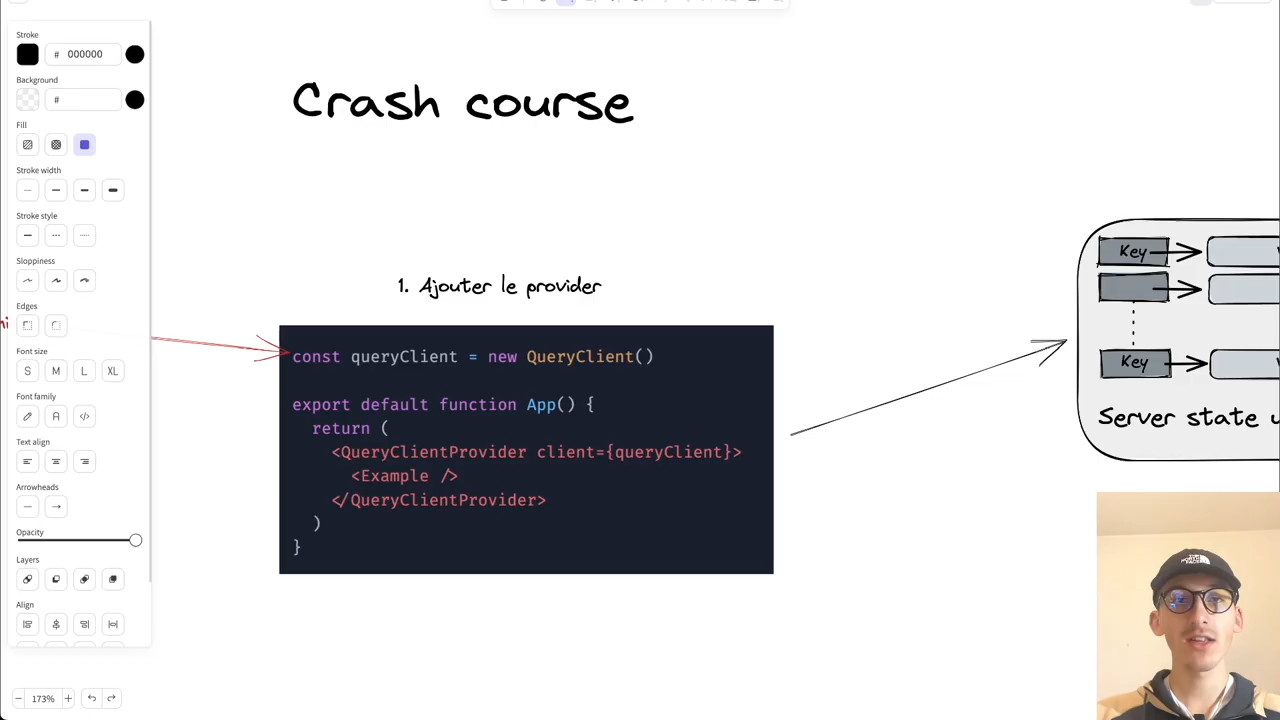 Stroke
# 000000
Background
#
Fill
Stroke width
Stroke style
Sloppiness
Edges
Font size
S M L XL
Font family
A </>
Text align
Arrowheads
Opacity
Layers
Align
− 173% +
Crash course
1. Ajouter le provider
const queryClient = new QueryClient()
export default function App() {
return (
<QueryClientProvider client={queryClient}>
<Example />
</QueryClientProvider>
)
}
Key
Key
Server state